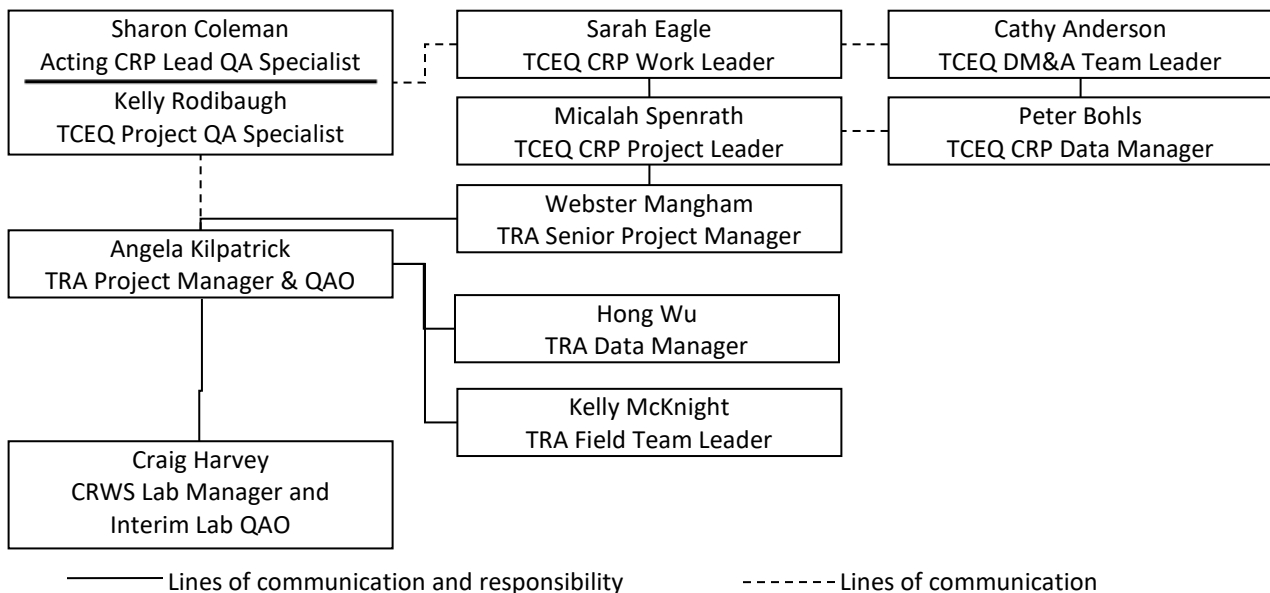 Sharon Coleman
Acting CRP Lead QA Specialist
Kelly Rodibaugh
TCEQ Project QA Specialist
Sarah Eagle
TCEQ CRP Work Leader
Cathy Anderson
TCEQ DM&A Team Leader
Micalah Spenrath
TCEQ CRP Project Leader
Peter Bohls
TCEQ CRP Data Manager
Webster Mangham
TRA Senior Project Manager
Angela Kilpatrick
TRA Project Manager & QAO
Hong Wu
TRA Data Manager
Kelly McKnight
TRA Field Team Leader
Craig Harvey
CRWS Lab Manager and
Interim Lab QAO
Lines of communication and responsibility
Lines of communication